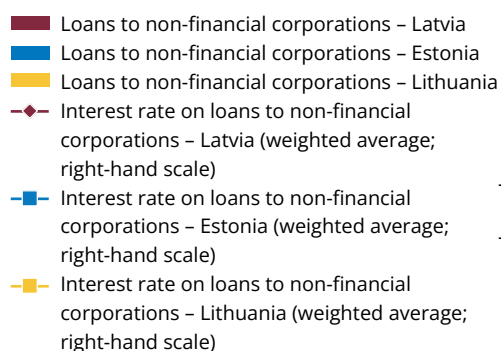 Loans to non-financial corporations – Latvia
Loans to non-financial corporations – Estonia
Loans to non-financial corporations – Lithuania
Interest rate on loans to non-financial
corporations – Latvia (weighted average;
right-hand scale)
Interest rate on loans to non-financial
corporations – Estonia (weighted average;
right-hand scale)
Interest rate on loans to non-financial
corporations – Lithuania (weighted average;
right-hand scale)